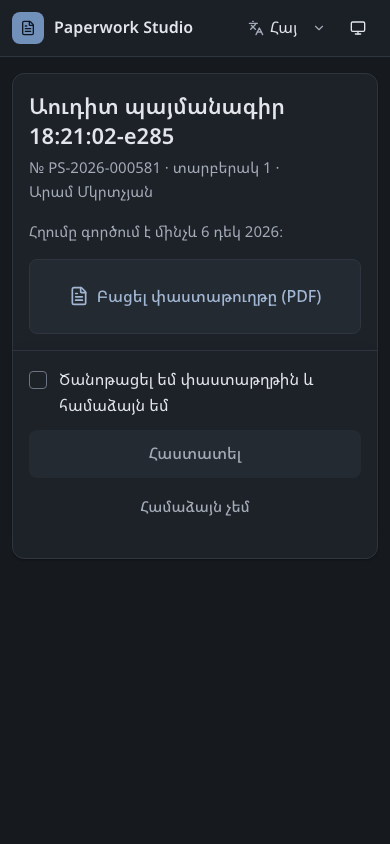 Paperwork Studio
Հայ
Աուդիտ պայմանագիր
18:21:02-e285
№ PS-2026-000581 · տարբերակ 1 ·
Արամ Մկրտչյան
Հղումը գործում է մինչև 6 դեկ 2026։
Բացել փաստաթուղթը (PDF)
Ծանոթացել եմ փաստաթղթին և
համաձայն եմ
Հաստատել
Համաձայն չեմ